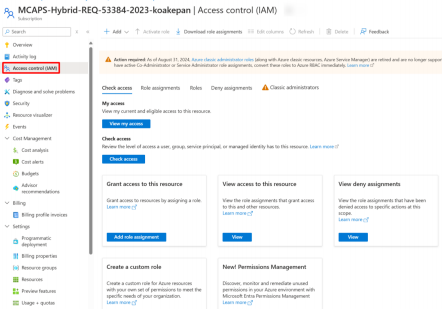 MCAPS-Hybrid-REQ-53384-2023-koakepan | Access control (IAM)
Subscription
Search
Add
Activate role
Download role assignments
Edit columns
Refresh
Delete
Feedback
Overview
Activity log
Access control (IAM)
Tags
Diagnose and solve problems
Security
Resource visualizer
Events
Cost Management
Cost analysis
Cost alerts
Budgets
Advisor
recommendations
Billing
Billing profile invoices
Settings
Programmatic
deployment
Billing properties
Resource groups
Resources
Preview features
Usage + quotas
Action required: As of August 31, 2024, Azure classic administrator roles (along with Azure classic resources, Azure Service Manager) are retired and are no longer suppor
have active Co-Administrator or Service Administrator role assignments, convert these roles to Azure RBAC immediately. Learn more
Check access Role assignments Roles Deny assignments Classic administrators
My access
View my current and eligible access to this resource.
View my access
Check access
Review the level of access a user, group, service principal, or managed identity has to this resource. Learn more
Check access
Grant access to this resource
Grant access to resources by assigning a role.
Learn more
Add role assignment
View access to this resource
View the role assignments that grant access
to this and other resources.
Learn more
View
View deny assignments
View the role assignments that have been
denied access to specific actions at this
scope.
Learn more
View
Create a custom role
Create a custom role for Azure resources
with your own set of permissions to meet the
specific needs of your organization.
Learn more
New! Permissions Management
Discover, monitor and remediate unused
permissions in your Azure environment with
Microsoft Entra Permissions Management
Learn more